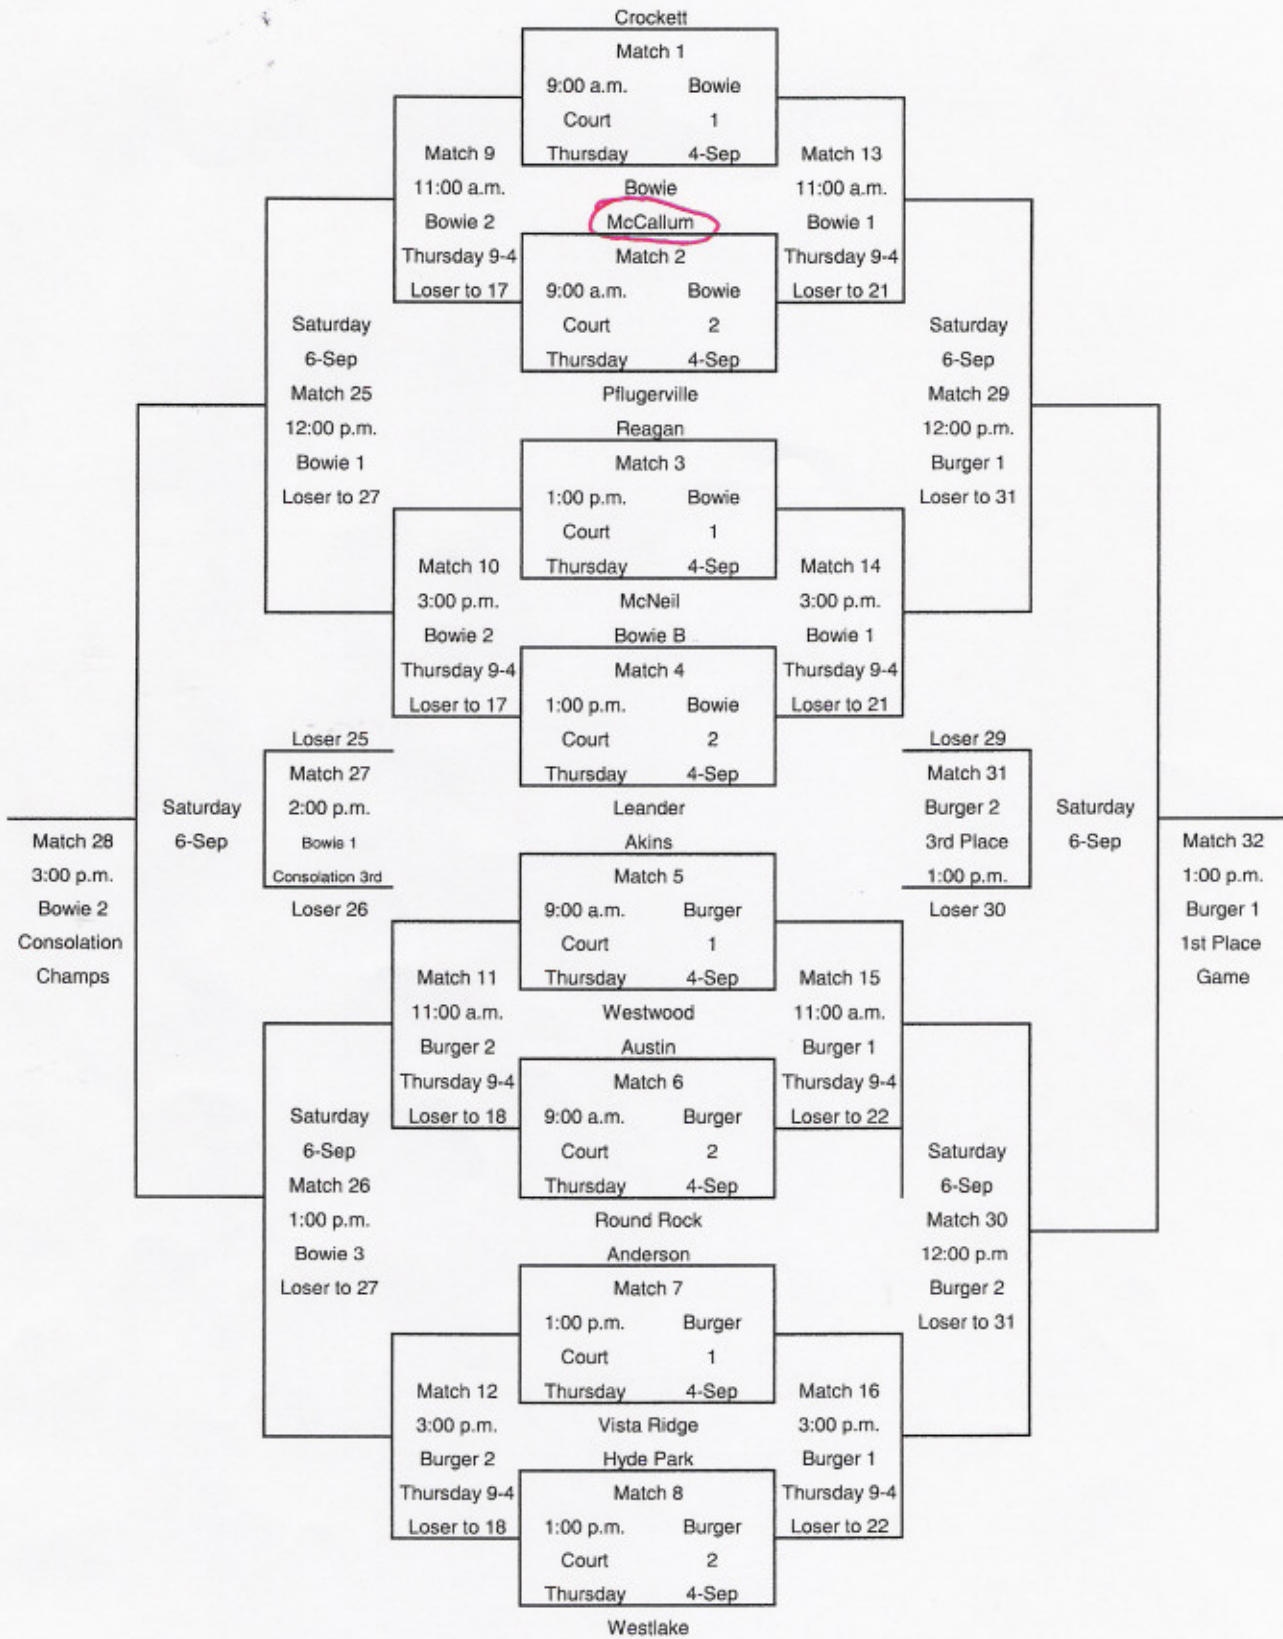 Crockett
Match 1
9:00 a.m. Bowie
Court 1
Thursday 4-Sep
Bowie
Match 9
11:00 a.m.
Bowie 2
Thursday 9-4
Loser to 17
Match 13
11:00 a.m.
Bowie 1
Thursday 9-4
Loser to 21
McCallum
Match 2
9:00 a.m. Bowie
Court 2
Thursday 4-Sep
Pflugerville
Saturday
6-Sep
Match 25
12:00 p.m.
Bowie 1
Loser to 27
Saturday
6-Sep
Match 29
12:00 p.m.
Burger 1
Loser to 31
Reagan
Match 3
1:00 p.m. Bowie
Court 1
Thursday 4-Sep
McNeil
Match 10
3:00 p.m.
Bowie 2
Thursday 9-4
Loser to 17
Match 14
3:00 p.m.
Bowie 1
Thursday 9-4
Loser to 21
Bowie B
Match 4
1:00 p.m. Bowie
Court 2
Thursday 4-Sep
Leander
Loser 25
Match 27
2:00 p.m.
Bowie 1
Consolation 3rd
Loser 26
Loser 29
Match 31
Burger 2
3rd Place
1:00 p.m.
Loser 30
Saturday
6-Sep
Saturday
6-Sep
Match 28
3:00 p.m.
Bowie 2
Consolation
Champs
Match 32
1:00 p.m.
Burger 1
1st Place
Game
Akins
Match 5
9:00 a.m. Burger
Court 1
Thursday 4-Sep
Westwood
Match 11
11:00 a.m.
Burger 2
Thursday 9-4
Loser to 18
Match 15
11:00 a.m.
Burger 1
Thursday 9-4
Loser to 22
Austin
Match 6
9:00 a.m. Burger
Court 2
Thursday 4-Sep
Round Rock
Saturday
6-Sep
Match 26
1:00 p.m.
Bowie 3
Loser to 27
Saturday
6-Sep
Match 30
12:00 p.m
Burger 2
Loser to 31
Anderson
Match 7
1:00 p.m. Burger
Court 1
Thursday 4-Sep
Vista Ridge
Match 12
3:00 p.m.
Burger 2
Thursday 9-4
Loser to 18
Match 16
3:00 p.m.
Burger 1
Thursday 9-4
Loser to 22
Hyde Park
Match 8
1:00 p.m. Burger
Court 2
Thursday 4-Sep
Westlake